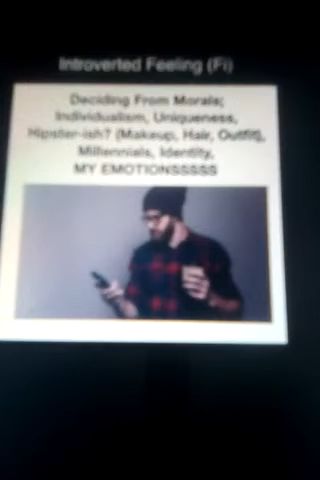 Introverted Feeling (Fi)
Deciding From Morals;
Individualism, Uniqueness,
Hipster-ish? (Makeup, Hair, Outfit),
Millennials, Identity,
MY EMOTIONSSSSS